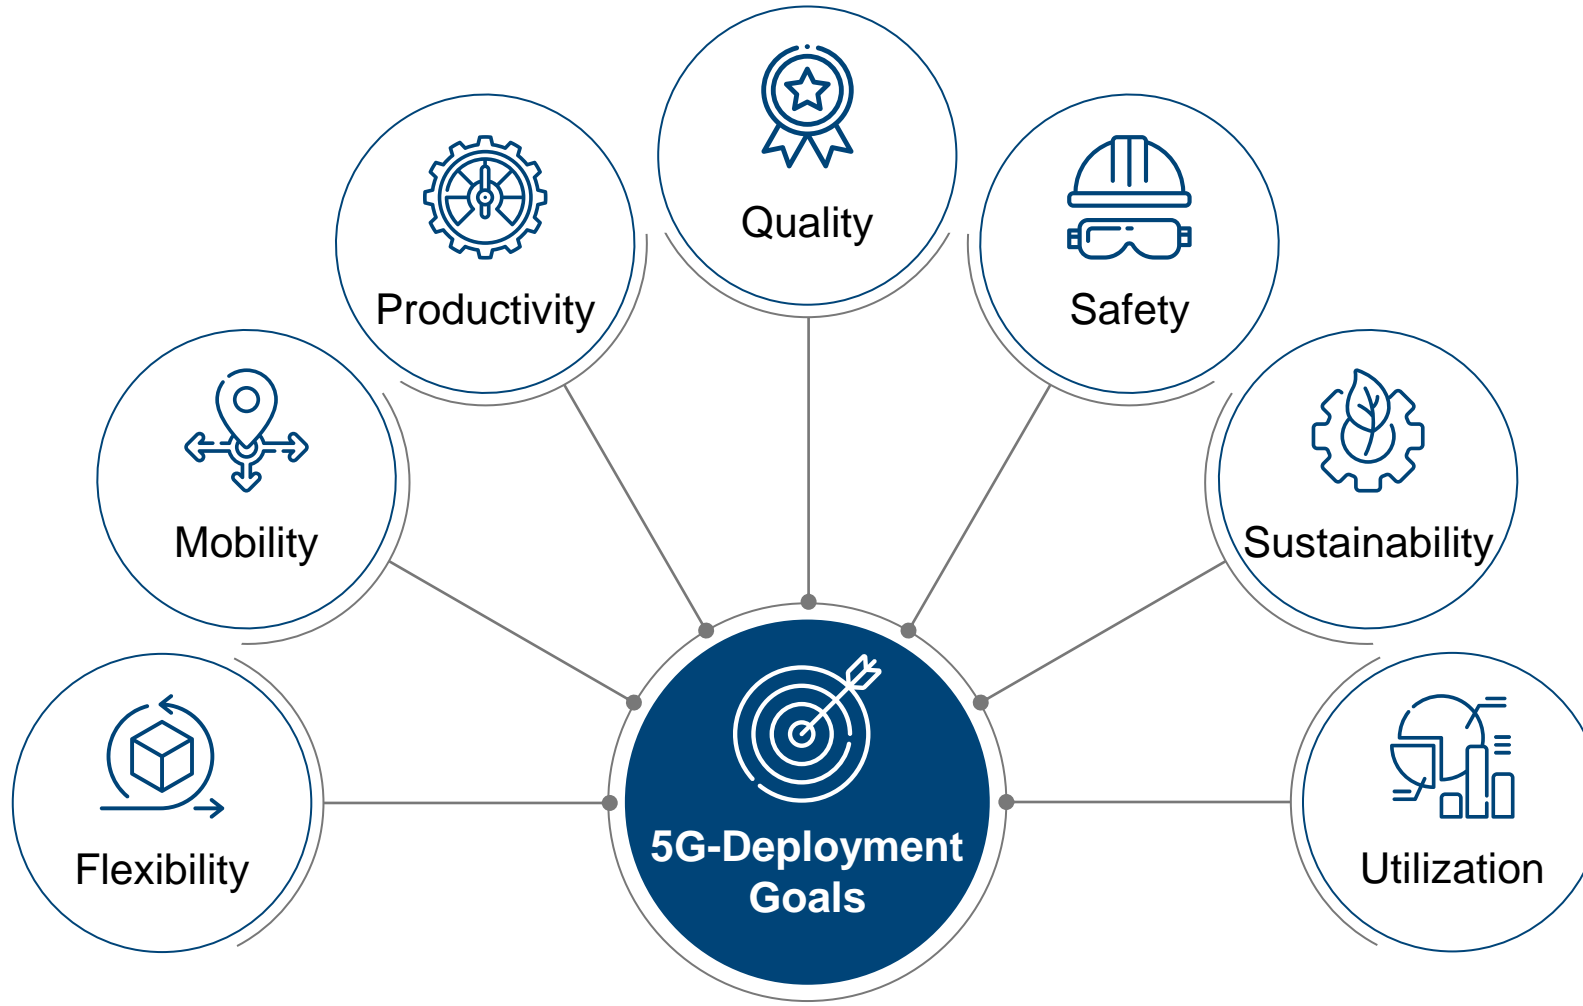 Quality
Productivity
Safety
Mobility
Sustainability
Flexibility
5G-Deployment
Goals
Utilization